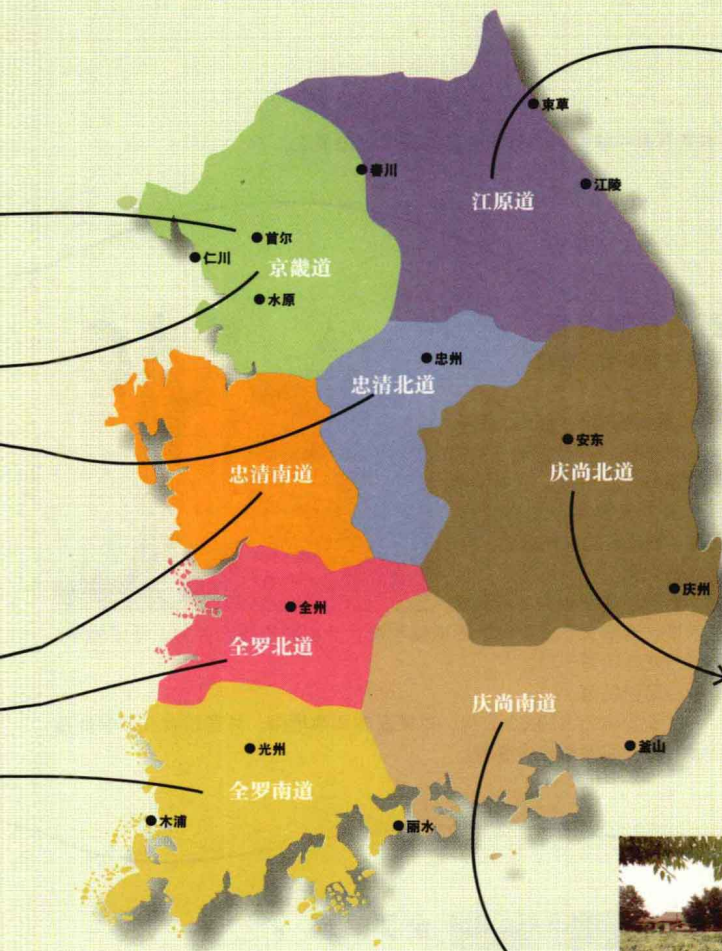 束草
春川
江陵
江原道
首尔
仁川
京畿道
水原
忠州
忠清北道
安东
忠清南道
庆尚北道
庆州
全州
全罗北道
庆尚南道
釜山
光州
全罗南道
木浦
丽水